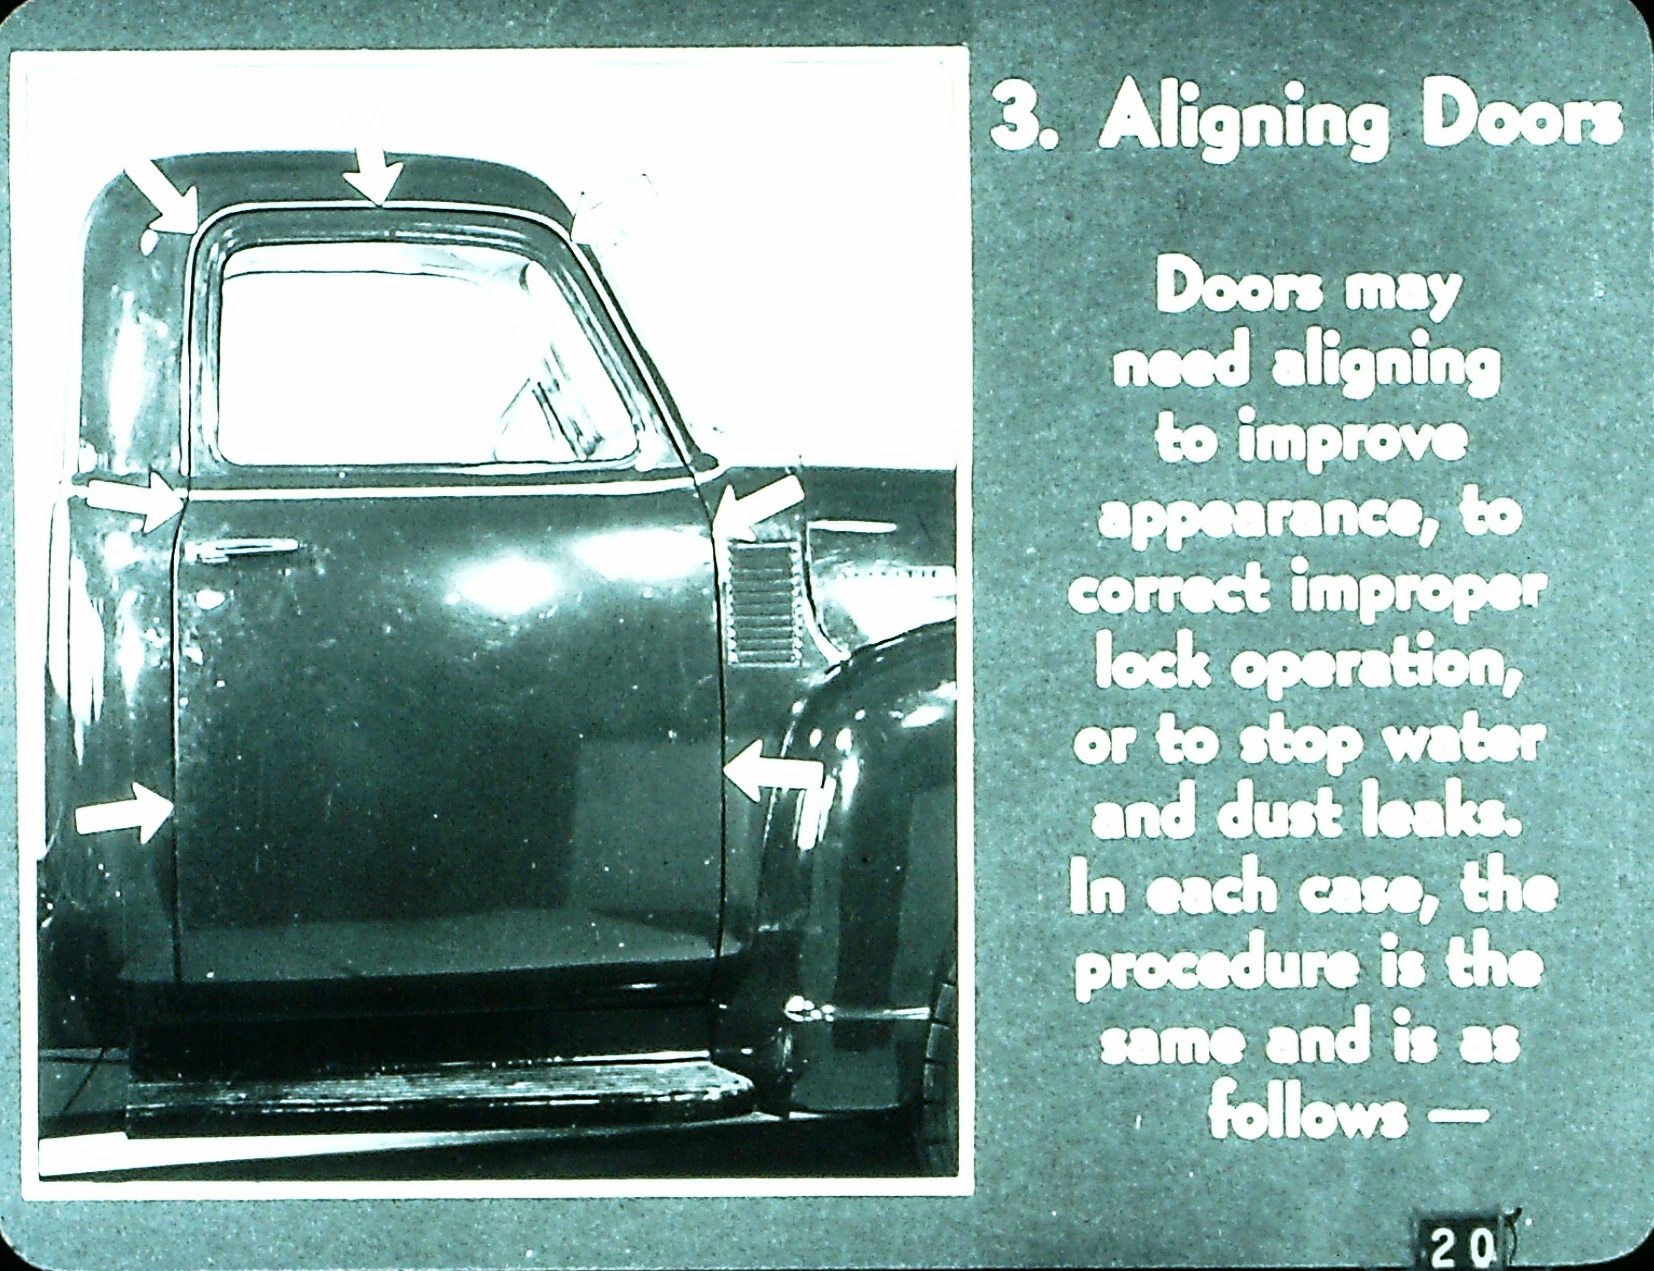 3. Aligning Doors
Doors may
need aligning
to improve
appearance, to
correct improper
lock operation,
or to stop water
and dust leaks.
In each case, the
procedure is the
same and is as
follows —
20